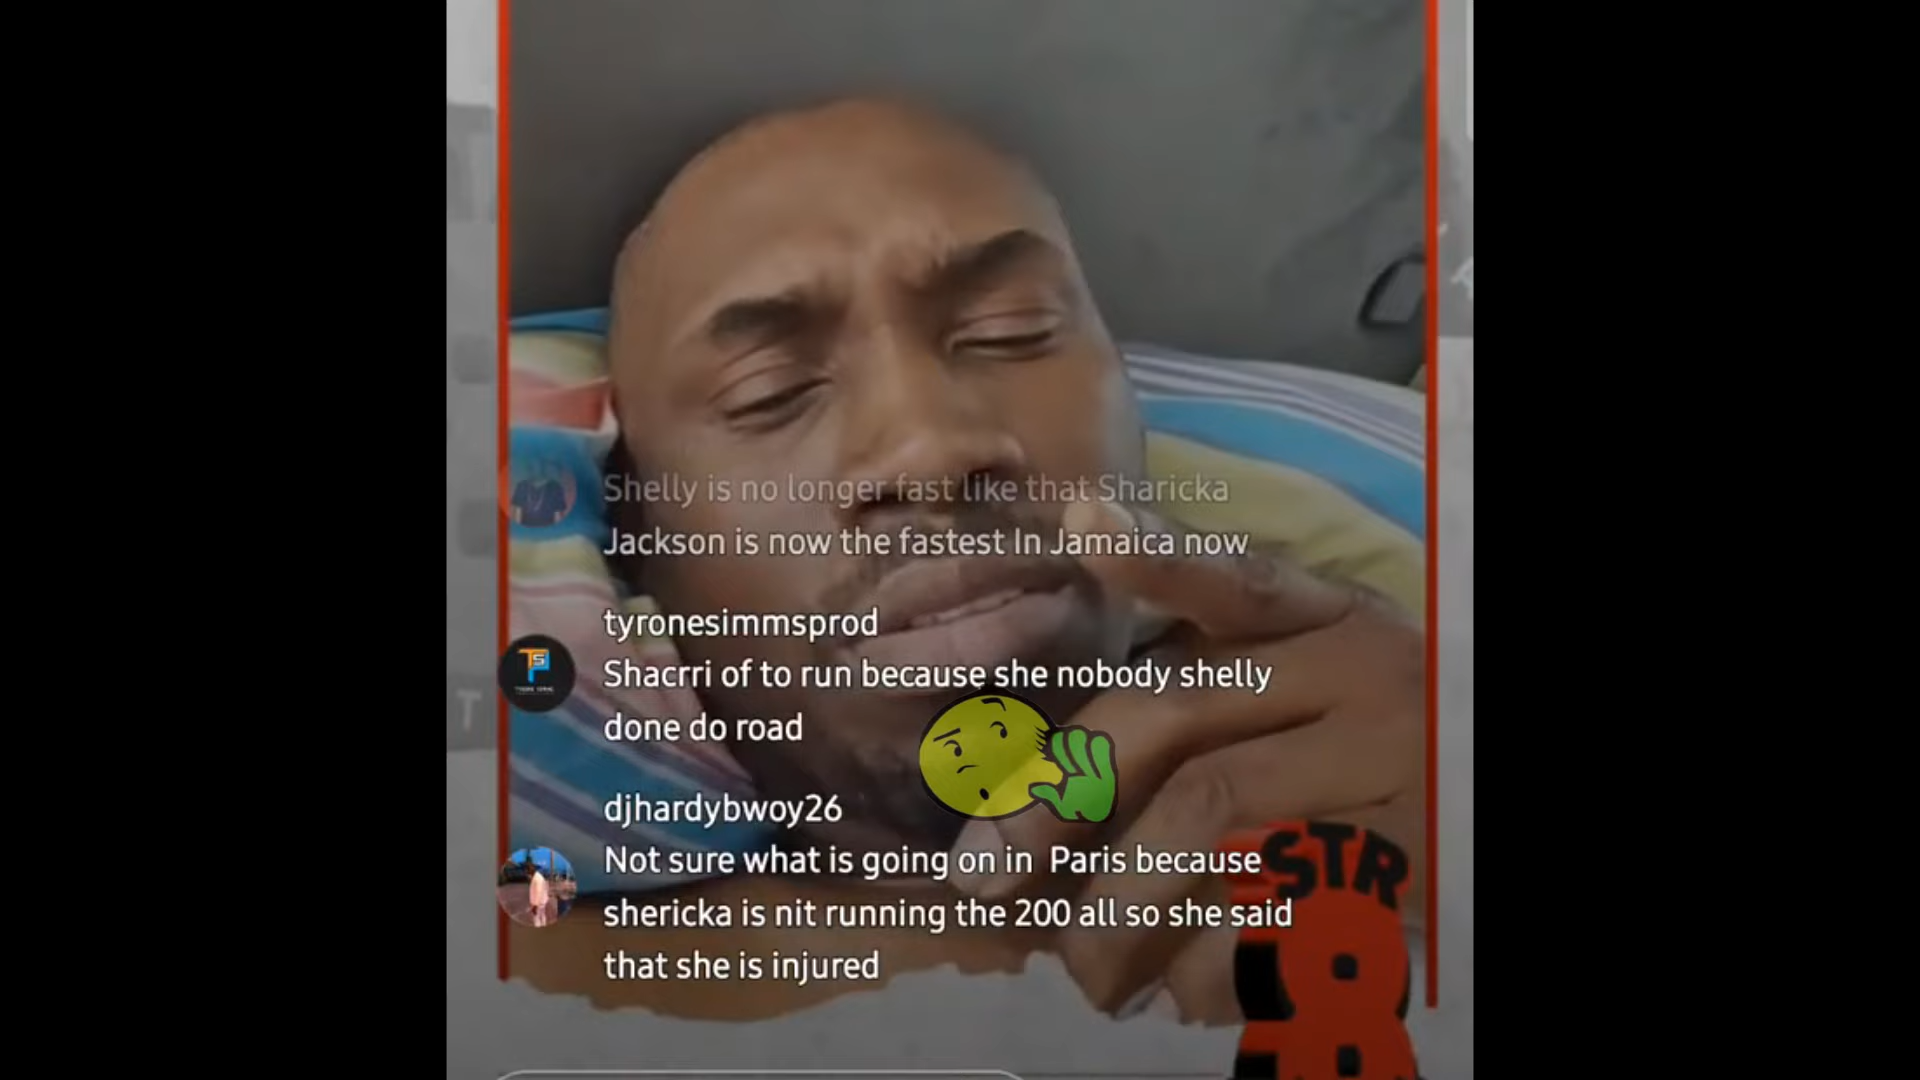 Shelly is no longer fast like that Sharicka
Jackson is now the fastest In Jamaica now
tyronesimmsprod
Shacrri of to run because she nobody shelly
done do road
djhardybwoy26
Not sure what is going on in  Paris because
shericka is nit running the 200 all so she said
that she is injured
STR
8
T
TS